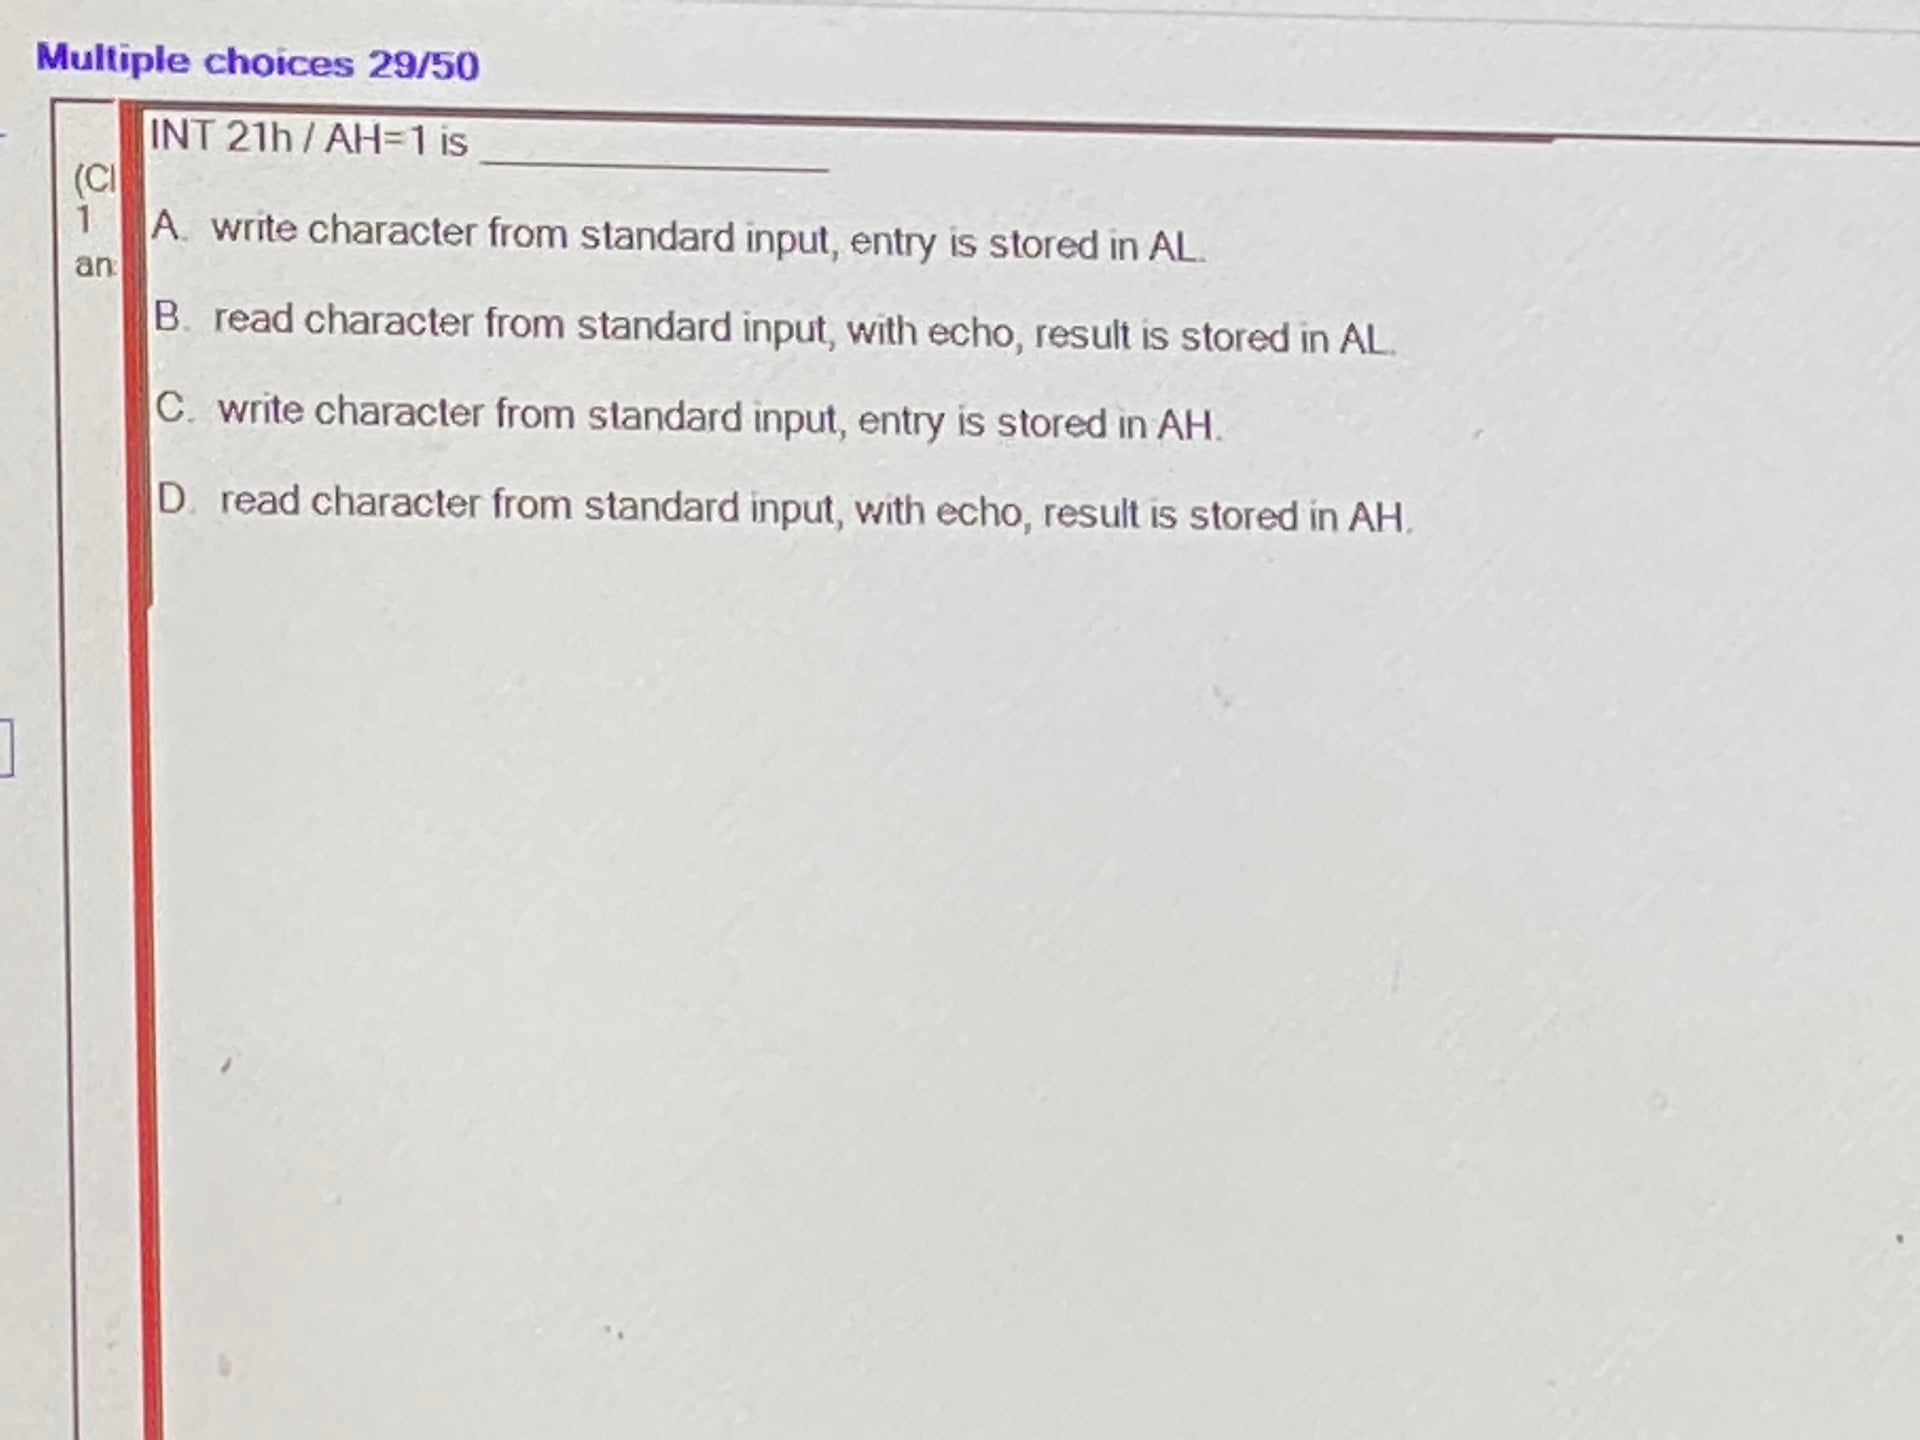 Multiple choices 29/50
INT 21h / AH=1 is
(Cl
1
A. write character from standard input, entry is stored in AL.
an
B. read character from standard input, with echo, result is stored in AL.
C. write character from standard input, entry is stored in AH.
D. read character from standard input, with echo, result is stored in AH.